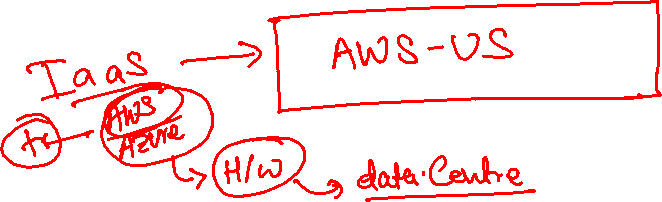 IaaS → AWS-US
AWS
Azure
H/W → data.Centre